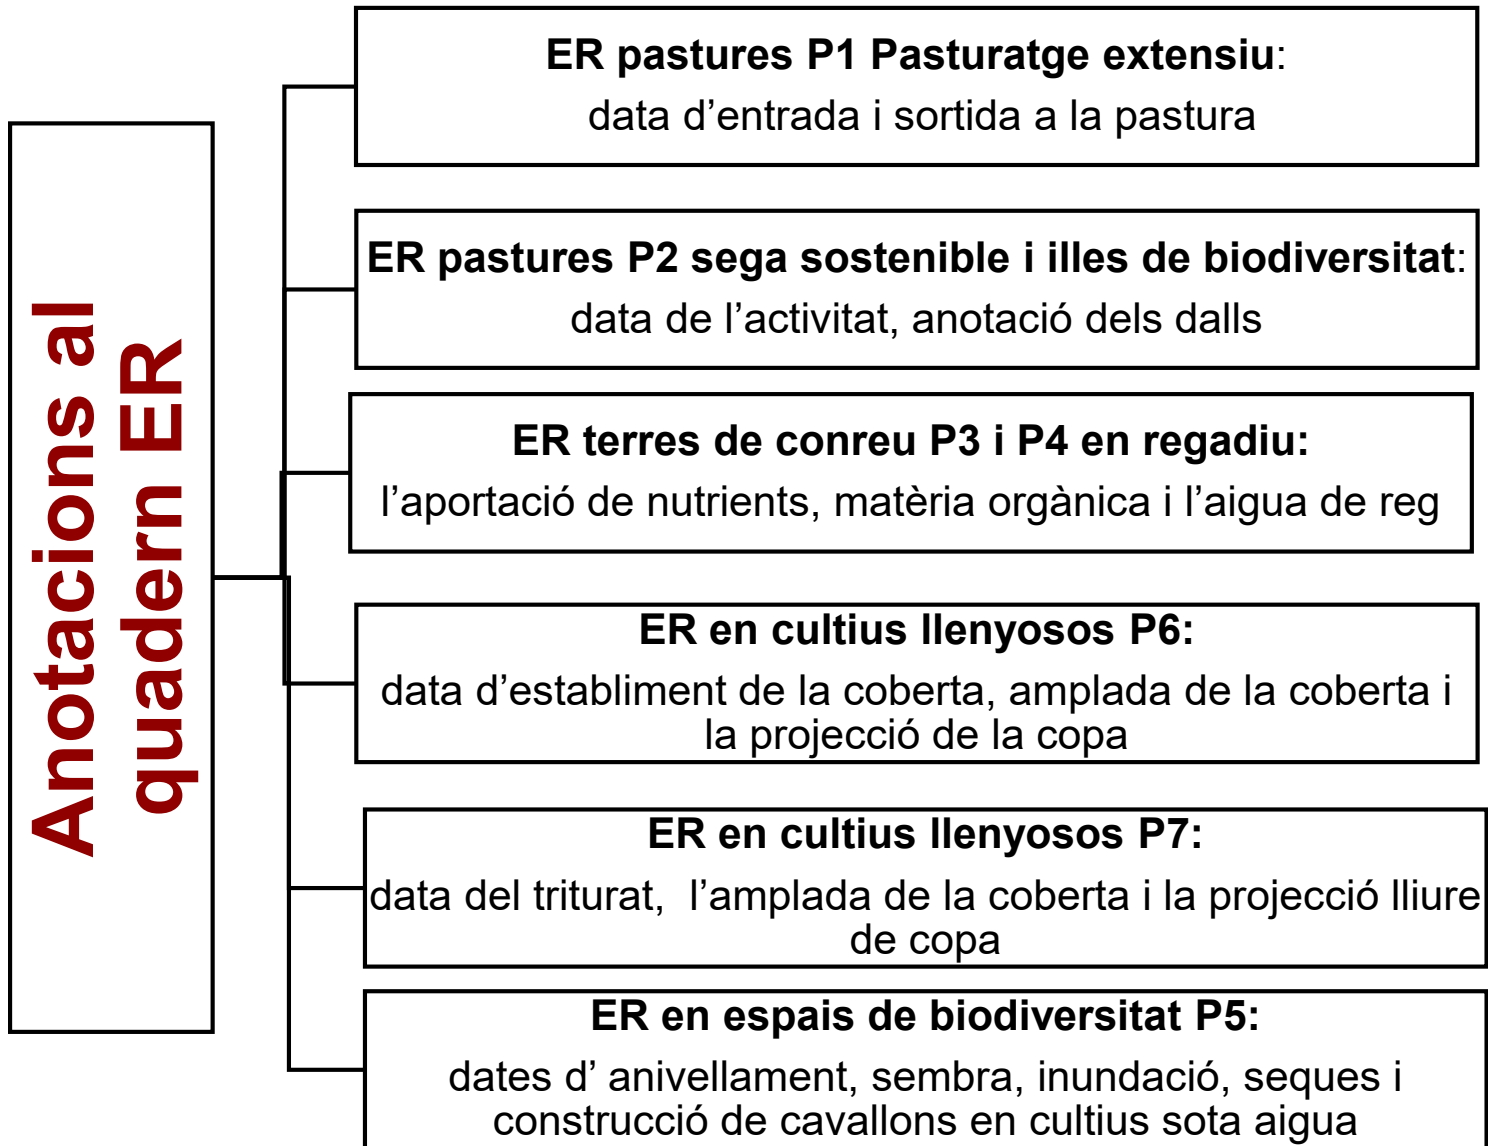 Anotacions al
quadern ER
ER pastures P1 Pasturatge extensiu:
data d’entrada i sortida a la pastura
ER pastures P2 sega sostenible i illes de biodiversitat:
data de l’activitat, anotació dels dalls
ER terres de conreu P3 i P4 en regadiu:
l’aportació de nutrients, matèria orgànica i l’aigua de reg
ER en cultius llenyosos P6:
data d’establiment de la coberta, amplada de la coberta i
la projecció de la copa
ER en cultius llenyosos P7:
data del triturat,  l’amplada de la coberta i la projecció lliure
de copa
ER en espais de biodiversitat P5:
dates d’ anivellament, sembra, inundació, seques i
construcció de cavallons en cultius sota aigua